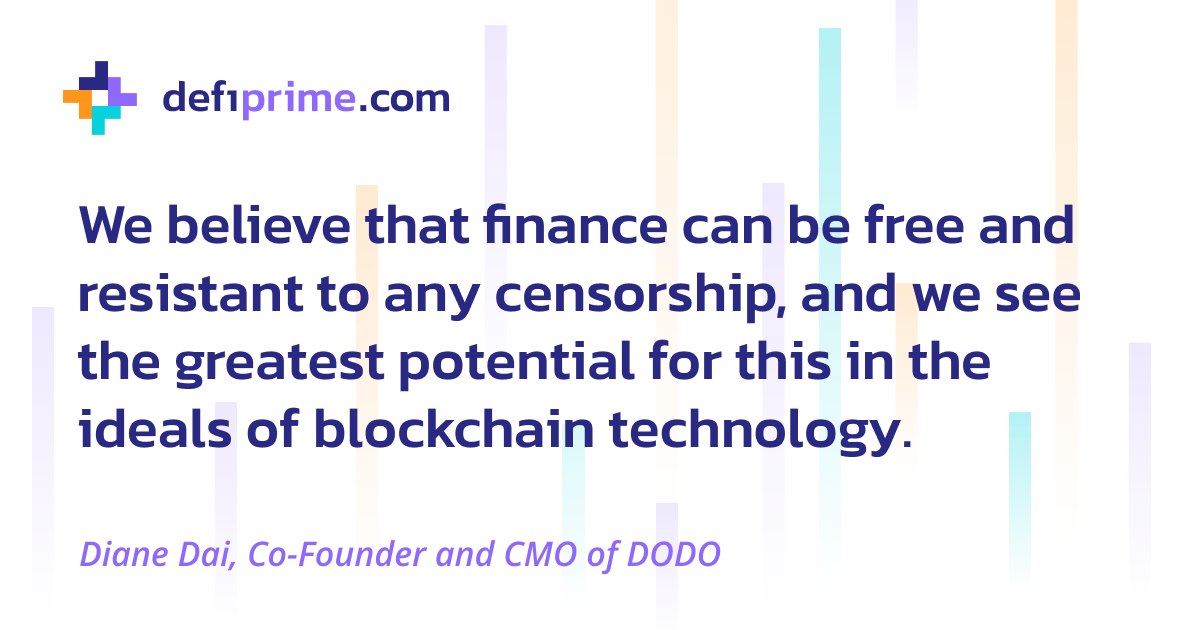 defiprime.com
We believe that finance can be free and
resistant to any censorship, and we see
the greatest potential for this in the
ideals of blockchain technology.
Diane Dai, Co-Founder and CMO of DODO